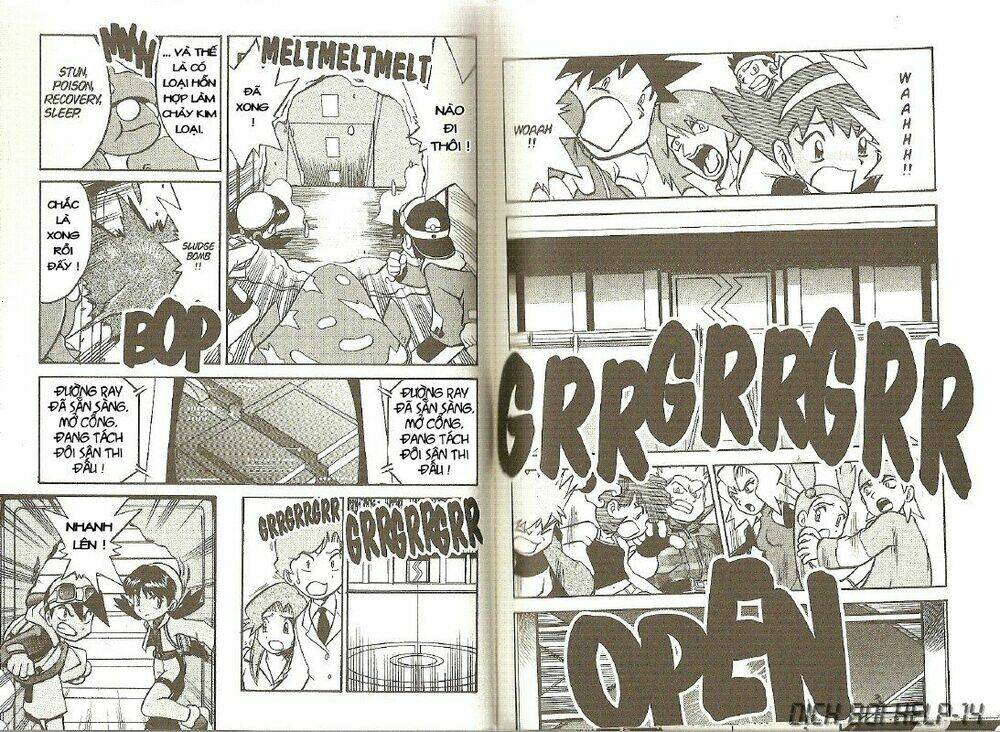 MYYH
STUN,
POISON,
RECOVERY,
SLEEP.
... VÀ THẾ
LÀ CÓ
LOẠI HỖN
HỢP LÀM
CHẢY KIM
LOẠI.
MELTMELTMELT
ĐÃ
XONG
!
NÀO
ĐI
THÔI !
CHẮC
LÀ
XONG
RỒI
ĐẤY !
SLUDGE
BOMB
!!
BOP
ĐƯỜNG RAY
ĐÃ SẴN SÀNG,
MỞ CỔNG.
ĐANG TÁCH
ĐÔI SÂN THI
ĐẤU !
ĐƯỜNG RAY
ĐÃ SẴN SÀNG,
MỞ CỔNG.
ĐANG TÁCH
ĐÔI SÂN THI
ĐẤU !
NHANH
LÊN !
GRRGRRGRR
GRRGRRGRR
WOAAH
!!
WAAHHH!!
GRRGRRGRR
OPEN
DỊCH BỞI HELP-14